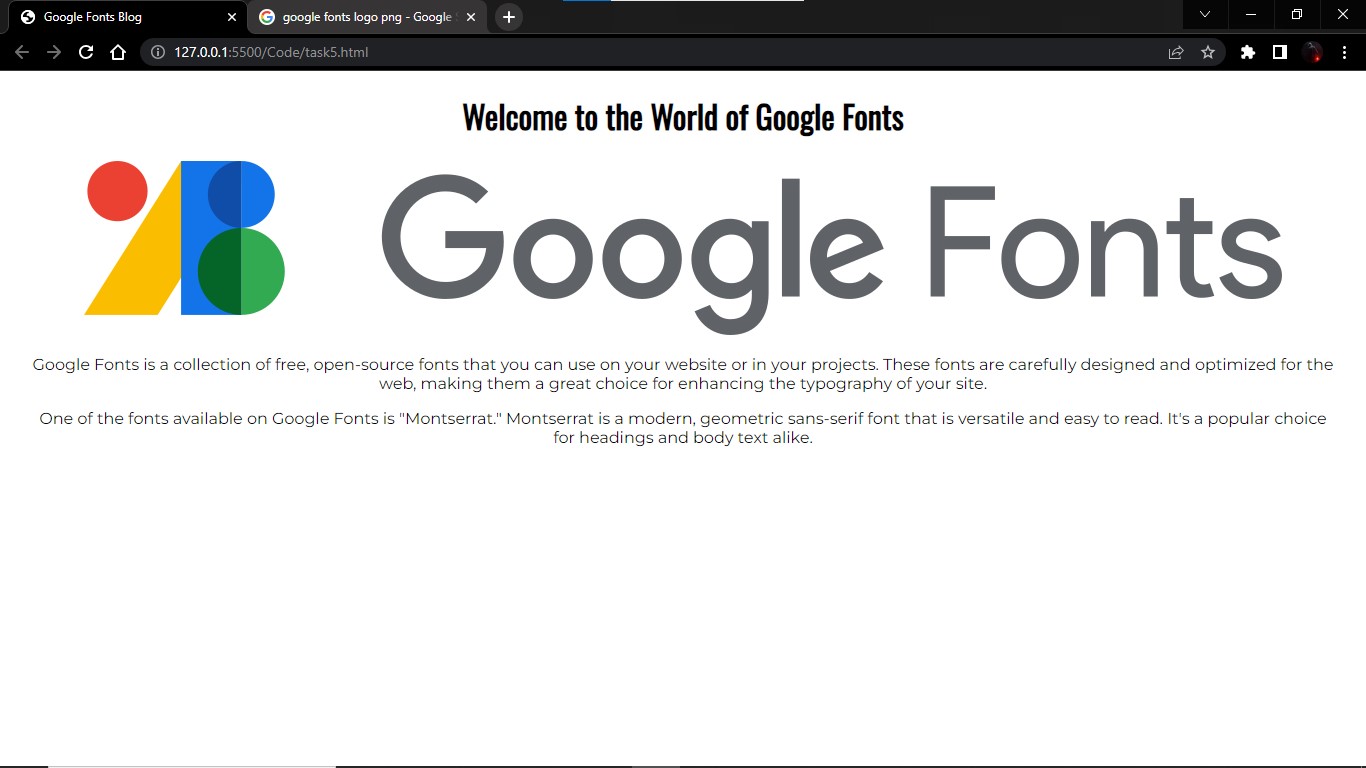 Google Fonts Blog
google fonts logo png - Google
127.0.0.1:5500/Code/task5.html
Welcome to the World of Google Fonts
Google Fonts
Google Fonts is a collection of free, open-source fonts that you can use on your website or in your projects. These fonts are carefully designed and optimized for the
web, making them a great choice for enhancing the typography of your site.
One of the fonts available on Google Fonts is "Montserrat." Montserrat is a modern, geometric sans-serif font that is versatile and easy to read. It's a popular choice
for headings and body text alike.